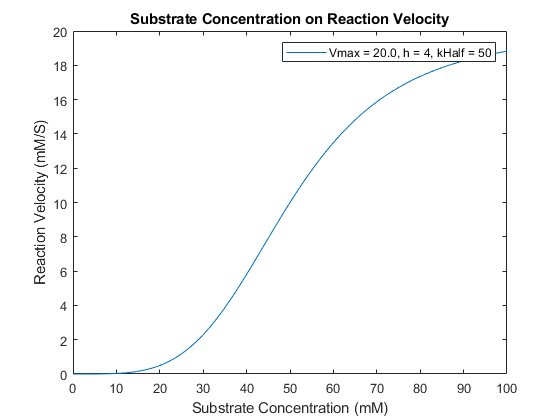 Substrate Concentration on Reaction Velocity
Vmax = 20.0, h = 4, kHalf = 50
Reaction Velocity (mM/S)
20
18
16
14
12
10
8
6
4
2
0
0 10 20 30 40 50 60 70 80 90 100
Substrate Concentration (mM)